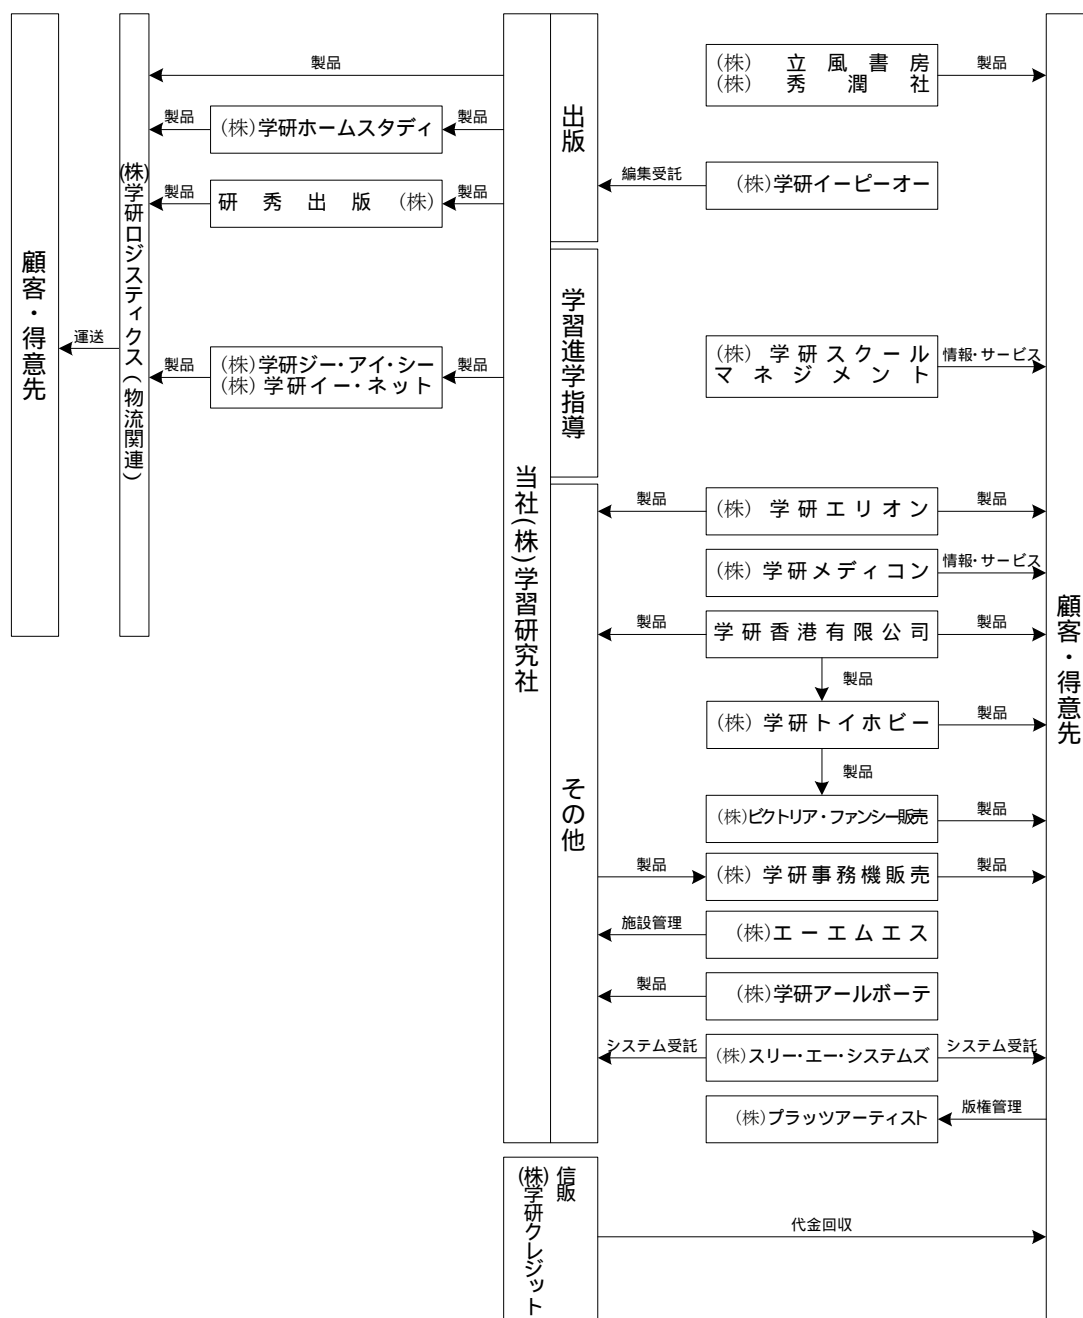 顧客・得意先
運送
(株)学研ロジスティクス(物流関連)
製品
製品
(株)学研ホームスタディ
製品
製品
研秀出版(株)
製品
製品
(株)学研ジー・アイ・シー
(株)学研イー・ネット
製品
当社(株)学習研究社
出版
学習進学指導
その他
(株)立風書房
(株)秀潤社
製品
編集受託
(株)学研イーピーオー
(株)学研スクール
マネジメント
情報・サービス
製品
(株)学研エリオン
製品
(株)学研メディコン
情報・サービス
製品
学研香港有限公司
製品
製品
(株)学研トイホビー
製品
製品
(株)ビクトリア・ファンシー販売
製品
製品
(株)学研事務機販売
製品
施設管理
(株)エーエムエス
製品
(株)学研アールボーテ
システム受託
(株)スリー・エー・システムズ
システム受託
(株)プラッツアーティスト
版権管理
信販
(株)学研クレジット
代金回収
顧客・得意先